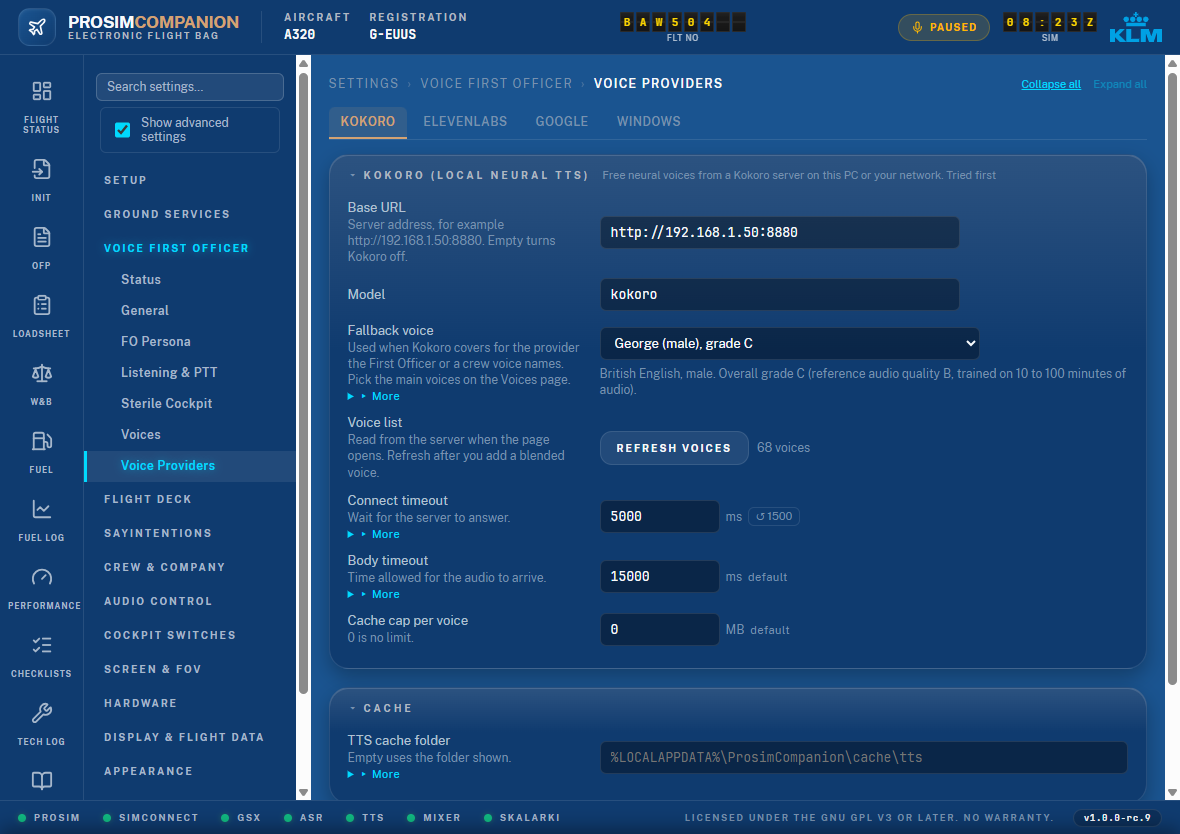 PROSIMCOMPANION
ELECTRONIC FLIGHT BAG
AIRCRAFT
A320
REGISTRATION
G-EUUS
BAW504
FLT NO
PAUSED
08:23Z
SIM
KLM
FLIGHT STATUS
INIT
OFP
LOADSHEET
W&B
FUEL
FUEL LOG
PERFORMANCE
CHECKLISTS
TECH LOG
Search settings...
Show advanced
settings
SETUP
GROUND SERVICES
VOICE FIRST OFFICER
Status
General
FO Persona
Listening & PTT
Sterile Cockpit
Voices
Voice Providers
FLIGHT DECK
SAYINTENTIONS
CREW & COMPANY
AUDIO CONTROL
COCKPIT SWITCHES
SCREEN & FOV
HARDWARE
DISPLAY & FLIGHT DATA
APPEARANCE
SETTINGS › VOICE FIRST OFFICER › VOICE PROVIDERS
Collapse all Expand all
KOKORO ELEVENLABS GOOGLE WINDOWS
KOKORO (LOCAL NEURAL TTS) Free neural voices from a Kokoro server on this PC or your network. Tried first
Base URL
Server address, for example
http://192.168.1.50:8880. Empty turns
Kokoro off.
http://192.168.1.50:8880
Model
kokoro
Fallback voice
Used when Kokoro covers for the provider
the First Officer or a crew voice names.
Pick the main voices on the Voices page.
More
George (male), grade C
British English, male. Overall grade C (reference audio quality B, trained on 10 to 100 minutes of
audio).
Voice list
Read from the server when the page
opens. Refresh after you add a blended
voice.
REFRESH VOICES 68 voices
Connect timeout
Wait for the server to answer.
More
5000 ms ↺ 1500
Body timeout
Time allowed for the audio to arrive.
More
15000 ms default
Cache cap per voice
0 is no limit.
0 MB default
CACHE
TTS cache folder
Empty uses the folder shown.
More
%LOCALAPPDATA%\ProsimCompanion\cache\tts
PROSIM SIMCONNECT GSX ASR TTS MIXER SKALARKI
LICENSED UNDER THE GNU GPL V3 OR LATER. NO WARRANTY. v1.0.0-rc.9